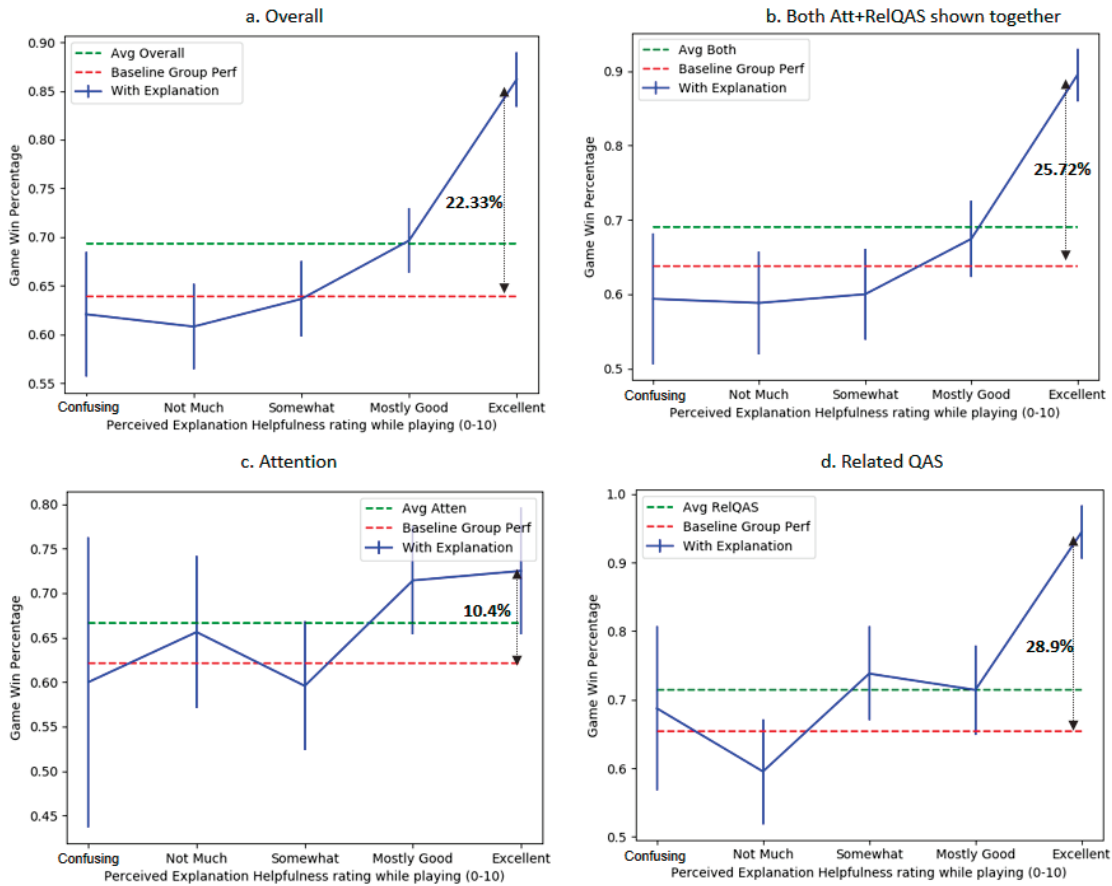 a. Overall
0.90
0.85
0.80
0.75
0.70
0.65
0.60
0.55
Game Win Percentage
Avg Overall
Baseline Group Perf
With Explanation
22.33%
Confusing Not Much Somewhat Mostly Good Excellent
Perceived Explanation Helpfulness rating while playing (0-10)
b. Both Att+RelQAS shown together
0.9
0.8
0.7
0.6
0.5
Game Win Percentage
Avg Both
Baseline Group Perf
With Explanation
25.72%
Confusing Not Much Somewhat Mostly Good Excellent
Perceived Explanation Helpfulness rating while playing (0-10)
c. Attention
0.80
0.75
0.70
0.65
0.60
0.55
0.50
0.45
Game Win Percentage
Avg Atten
Baseline Group Perf
With Explanation
10.4%
Confusing Not Much Somewhat Mostly Good Excellent
Perceived Explanation Helpfulness rating while playing (0-10)
d. Related QAS
1.0
0.9
0.8
0.7
0.6
0.5
Game Win Percentage
Avg RelQAS
Baseline Group Perf
With Explanation
28.9%
Confusing Not Much Somewhat Mostly Good Excellent
Perceived Explanation Helpfulness rating while playing (0-10)